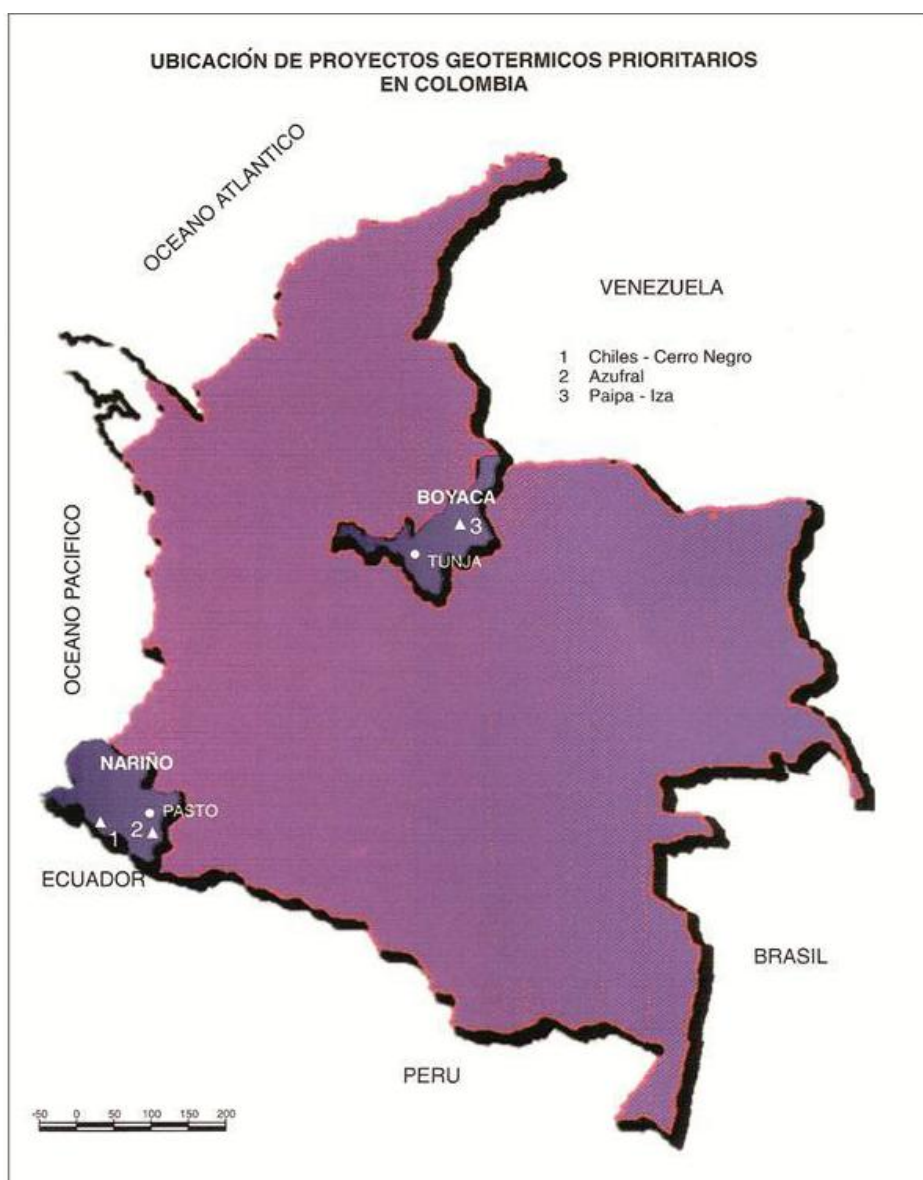 UBICACIÓN DE PROYECTOS GEOTERMICOS PRIORITARIOS
EN COLOMBIA
OCEANO ATLANTICO
VENEZUELA
1 Chiles - Cerro Negro
2 Azufral
3 Paipa - Iza
BOYACA
3
TUNJA
OCEANO PACIFICO
NARIÑO
PASTO
1
2
ECUADOR
BRASIL
PERU
-50 0 50 100 150 200